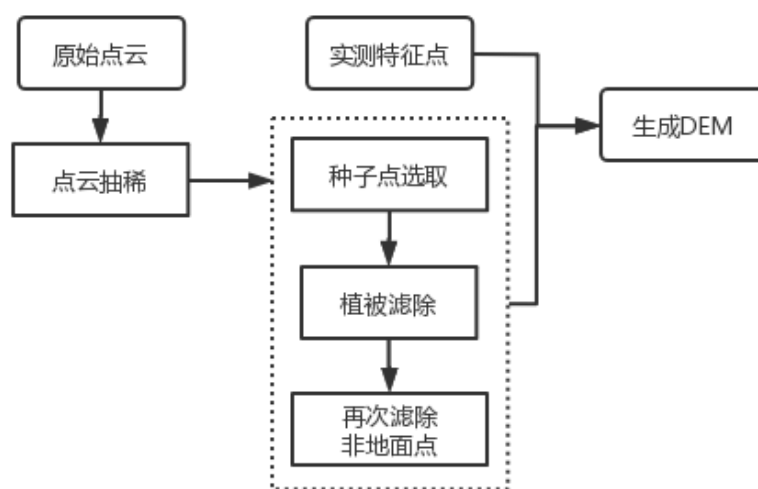 原始点云
实测特征点
生成DEM
点云抽稀
种子点选取
植被滤除
再次滤除
非地面点